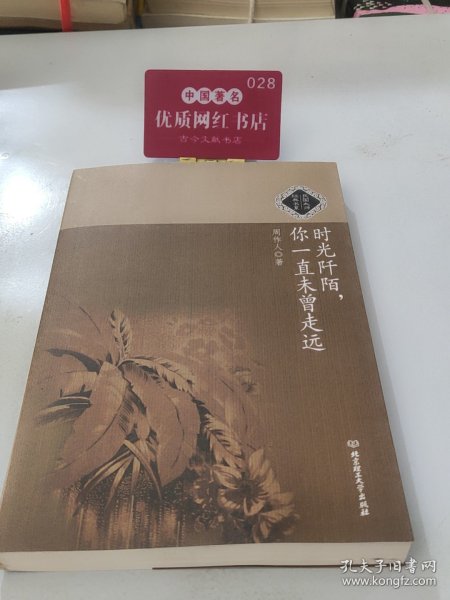 028
中国著名
优质网红书店
古今文献书店
时光阡陌，
你一直未曾走远
周作人◎著
北京理工大学出版社
孔夫子旧书网
www.kongfz.com